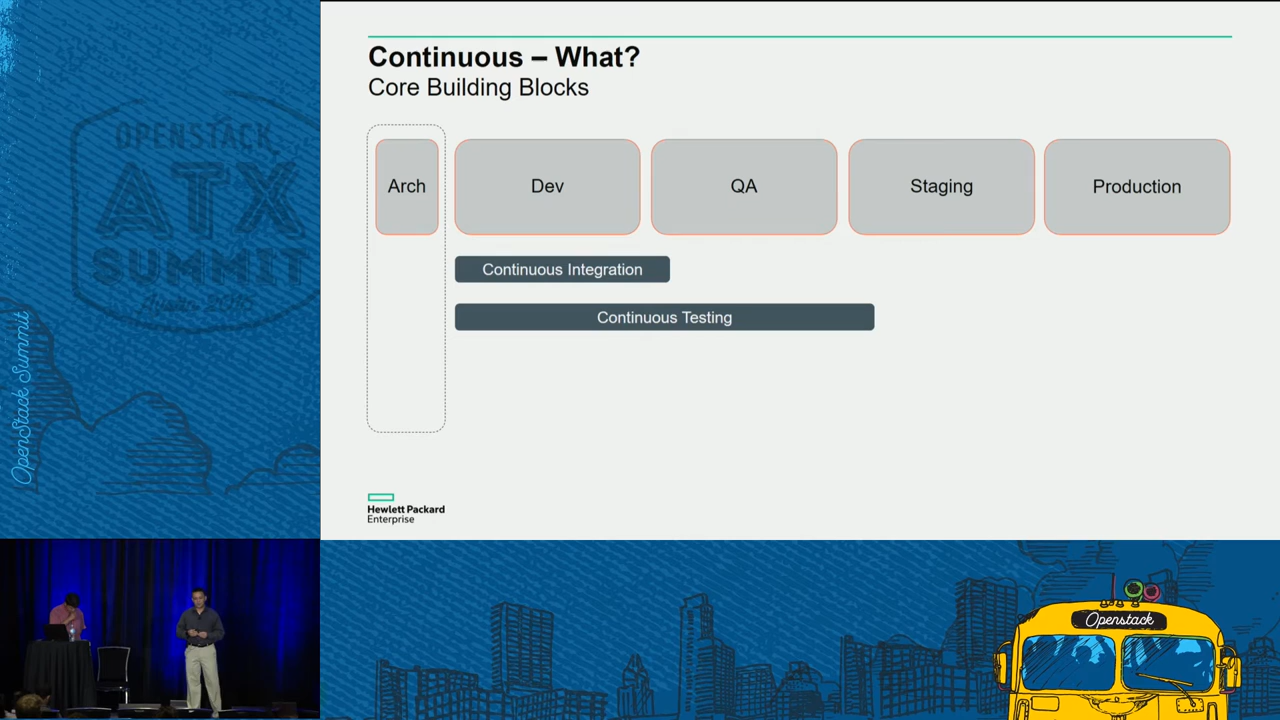 Continuous – What?
Core Building Blocks
Arch
Dev
QA
Staging
Production
Continuous Integration
Continuous Testing
Hewlett Packard
Enterprise
OPENSTACK
ATX
SUMMIT
OpenStack Summit
Openstack